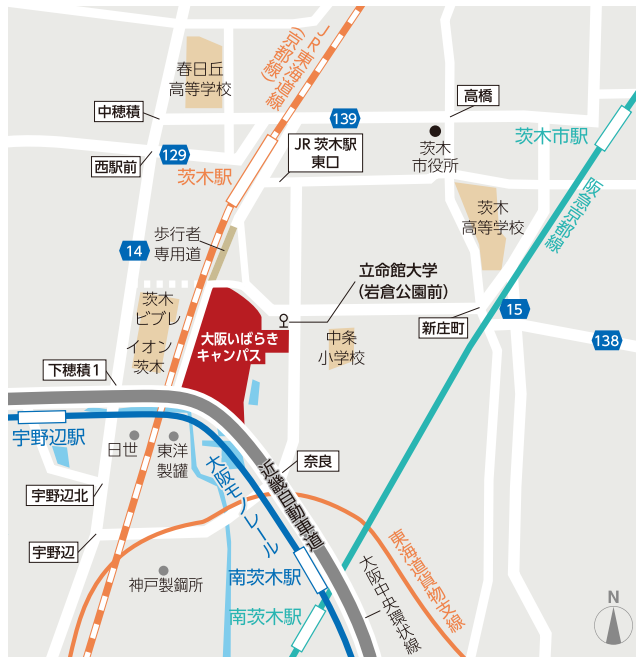 春日丘
高等学校
JR東海道線
(京都線)
中穂積
139
高橋
西駅前
129
JR 茨木駅
東口
茨木
市役所
茨木市駅
茨木駅
阪急京都線
茨木
高等学校
歩行者
専用道
14
立命館大学
(岩倉公園前)
茨木
ビブレ
イオン
茨木
大阪いばらき
キャンパス
中条
小学校
新庄町
15
138
下穂積1
宇野辺駅
日世
東洋
製罐
大阪モノレール
近畿自動車道
奈良
宇野辺北
宇野辺
神戸製鋼所
南茨木駅
南茨木駅
大阪中央環状線
東海道貨物支線
N